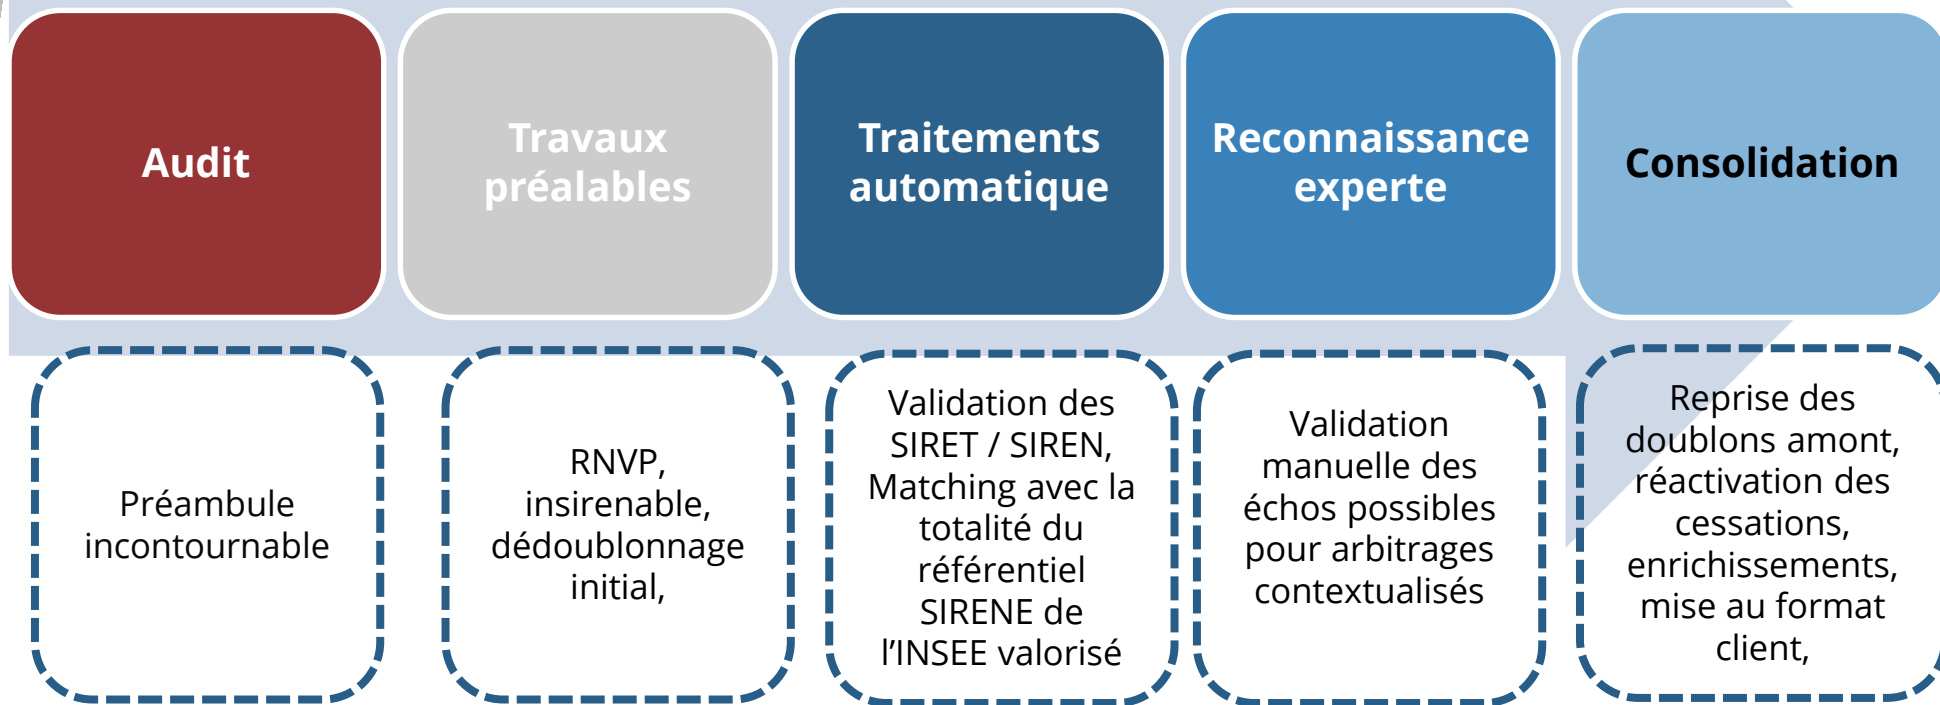 Audit
Travaux
préalables
Traitements
automatique
Reconnaissance
experte
Consolidation
Préambule
incontournable
RNVP,
insirenable,
dédoublonnage
initial,
Validation des
SIRET / SIREN,
Matching avec la
totalité du
référentiel
SIRENE de
l’INSEE valorisé
Validation
manuelle des
échos possibles
pour arbitrages
contextualisés
Reprise des
doublons amont,
réactivation des
cessations,
enrichissements,
mise au format
client,